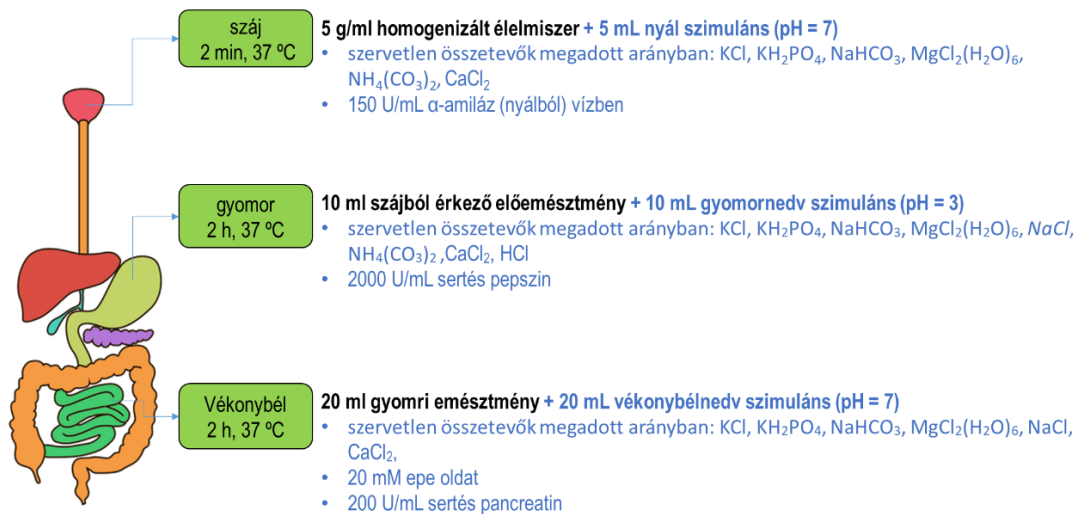 száj
2 min, 37 ºC
5 g/ml homogenizált élelmiszer + 5 mL nyál szimuláns (pH = 7)
• szervetlen összetevők megadott arányban: KCl, KH₂PO₄, NaHCO₃, MgCl₂(H₂O)₆,
NH₄(CO₃)₂, CaCl₂
• 150 U/mL α-amiláz (nyálból) vízben
gyomor
2 h, 37 ºC
10 ml szájból érkező előemésztmény + 10 mL gyomornedv szimuláns (pH = 3)
• szervetlen összetevők megadott arányban: KCl, KH₂PO₄, NaHCO₃, MgCl₂(H₂O)₆, NaCl,
NH₄(CO₃)₂ ,CaCl₂, HCl
• 2000 U/mL sertés pepszin
Vékonybél
2 h, 37 ºC
20 ml gyomri emésztmény + 20 mL vékonybélnedv szimuláns (pH = 7)
• szervetlen összetevők megadott arányban: KCl, KH₂PO₄, NaHCO₃, MgCl₂(H₂O)₆, NaCl,
CaCl₂,
• 20 mM epe oldat
• 200 U/mL sertés pancreatin